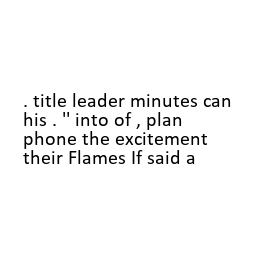 . title leader minutes can
his . " into of , plan
phone the excitement
their Flames If said a